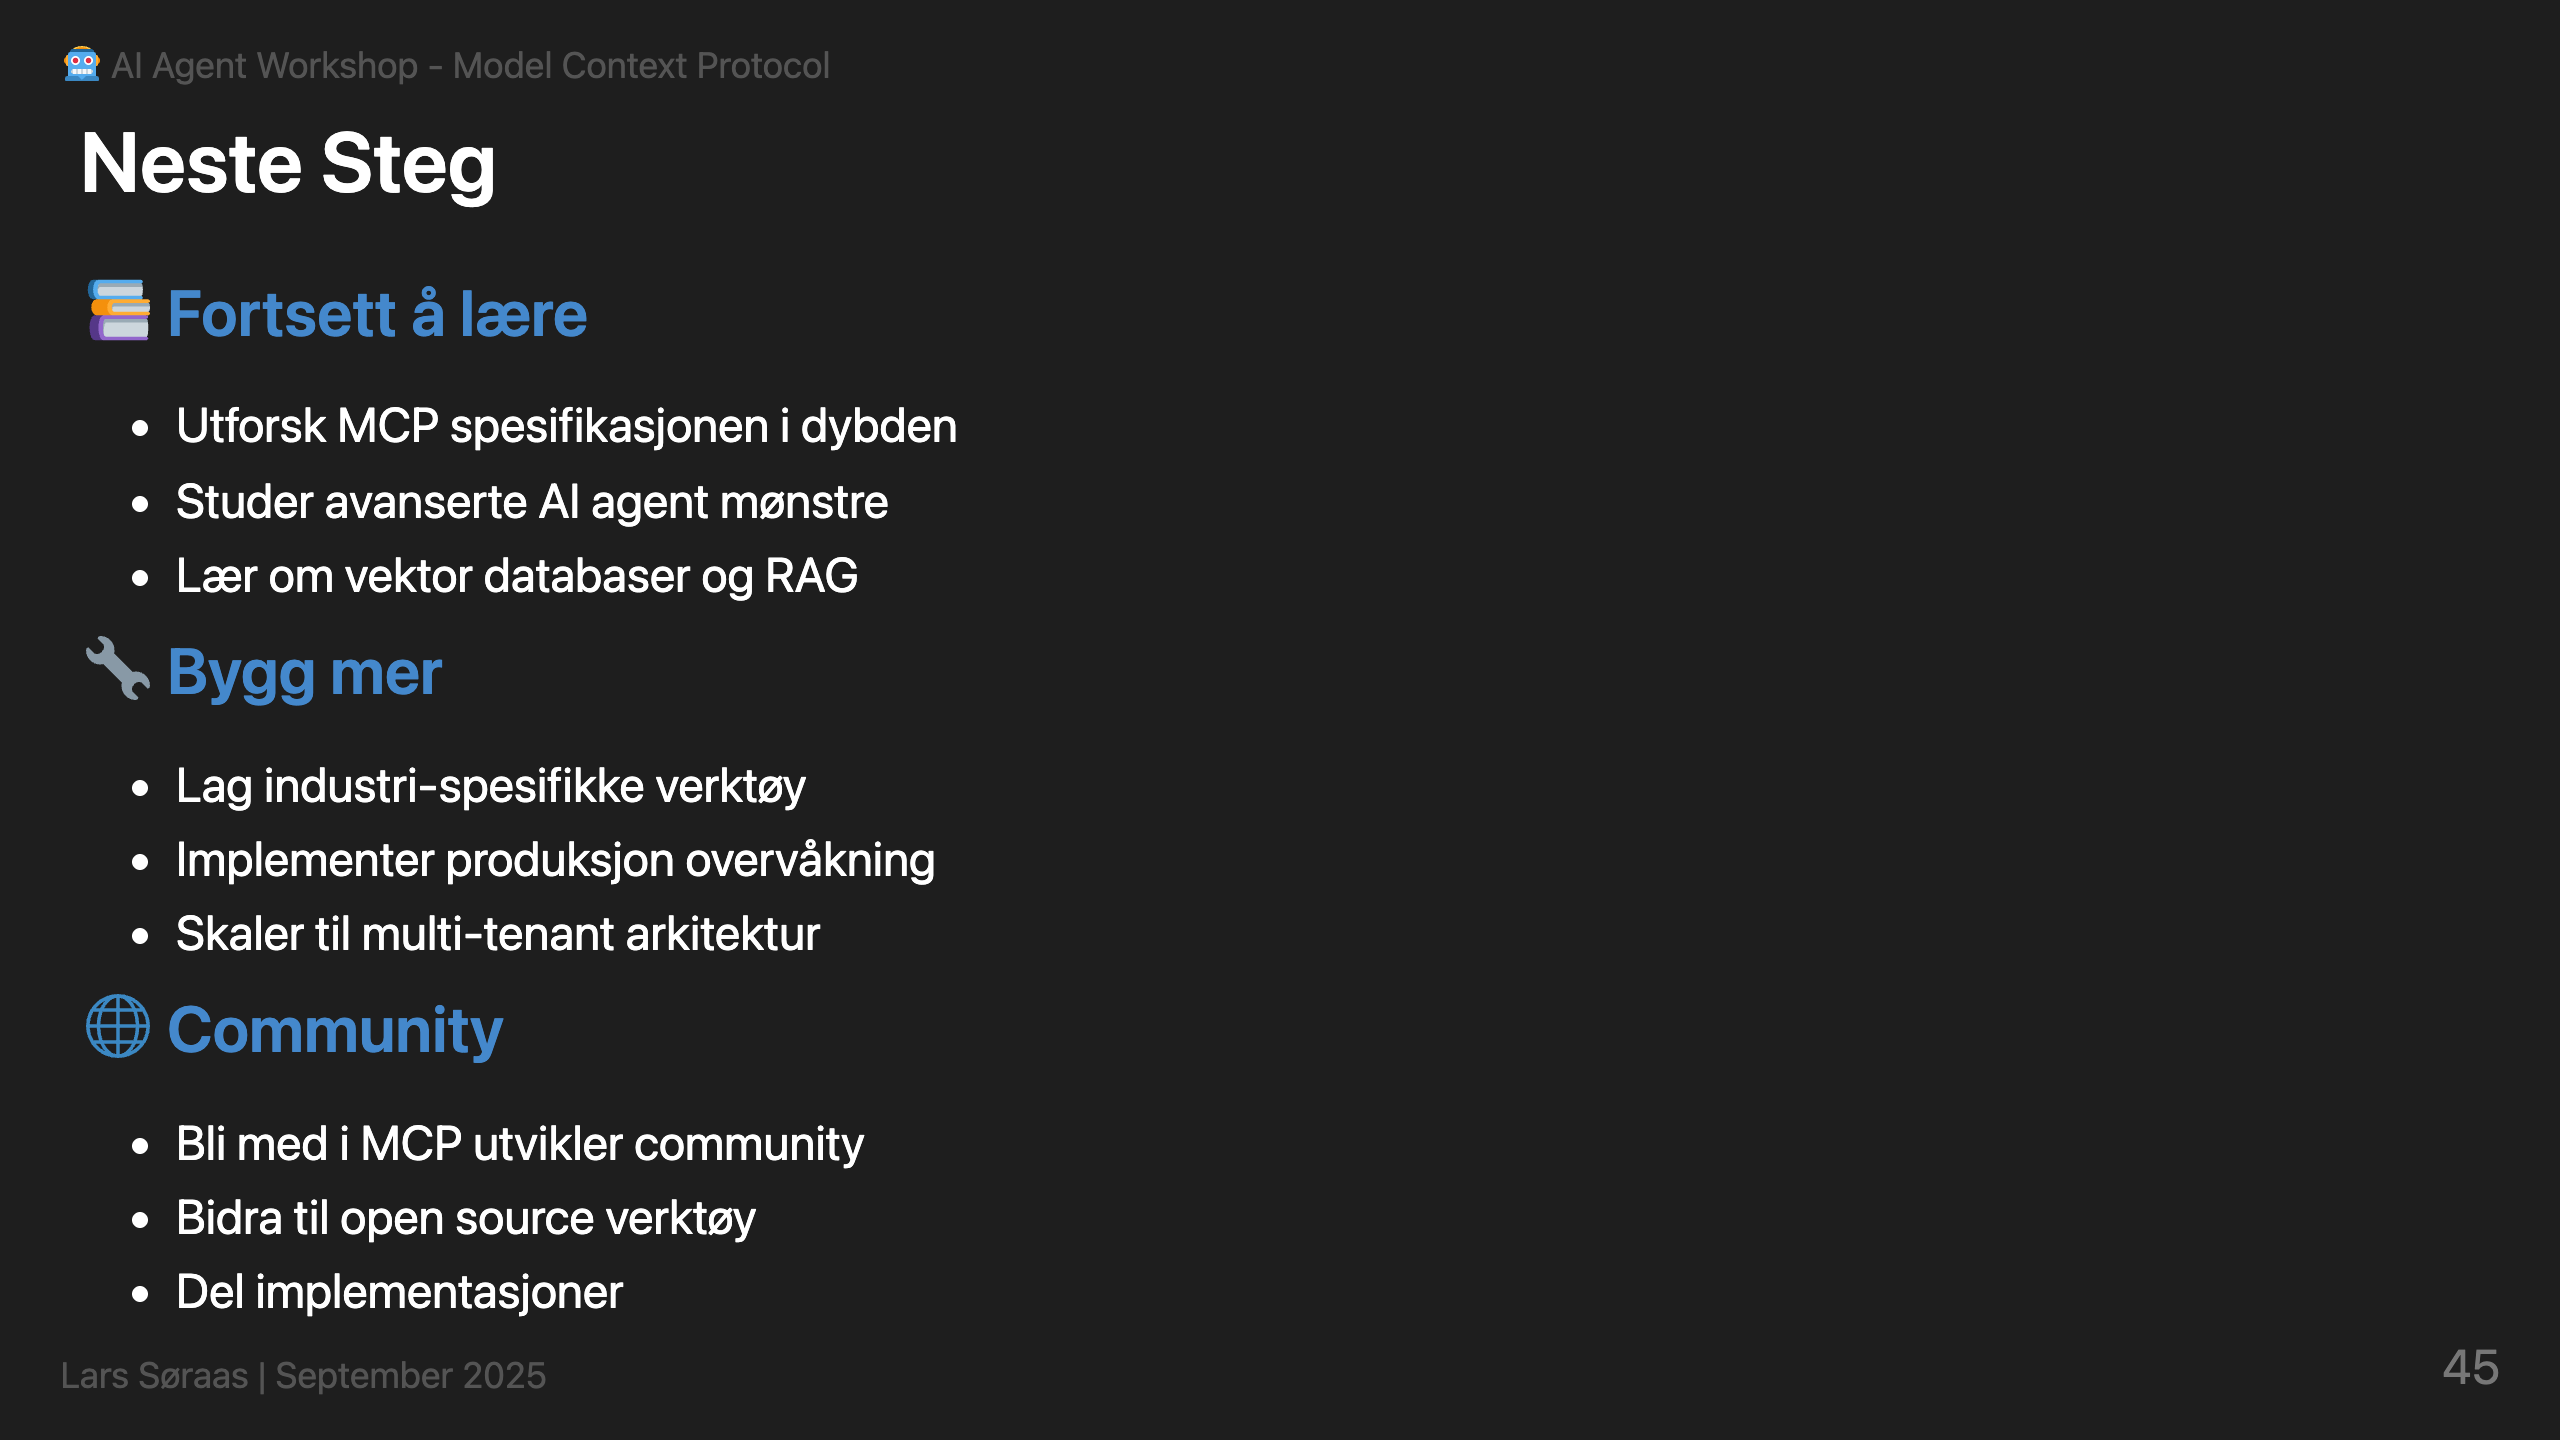 AI Agent Workshop - Model Context Protocol
Neste Steg
Fortsett å lære
• Utforsk MCP spesifikasjonen i dybden
• Studer avanserte AI agent mønstre
• Lær om vektor databaser og RAG
Bygg mer
• Lag industri-spesifikke verktøy
• Implementer produksjon overvåkning
• Skaler til multi-tenant arkitektur
Community
• Bli med i MCP utvikler community
• Bidra til open source verktøy
• Del implementasjoner
Lars Søraas | September 2025
45